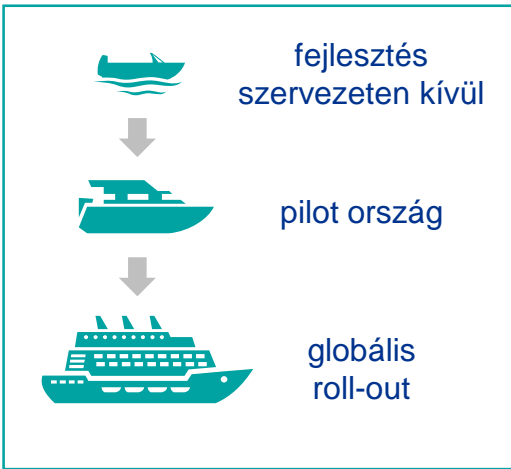 fejlesztés
szervezeten kívül
pilot ország
globális
roll-out